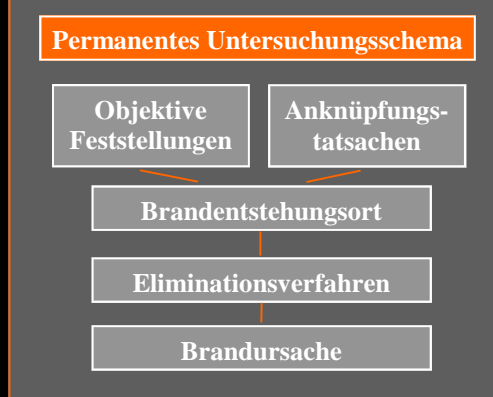 Permanentes Untersuchungsschema
Objektive
Feststellungen
Anknüpfungs-
tatsachen
Brandentstehungsort
Eliminationsverfahren
Brandursache